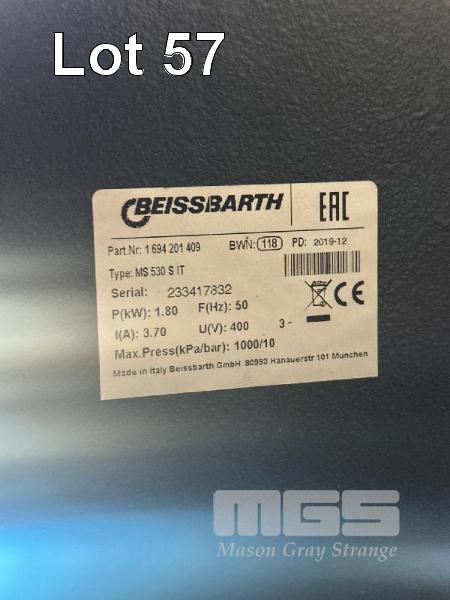 Lot 57
BEISSBARTH EAC
Part.Nr: 1 694 201 409 BWN: 118 PD: 2019-12
Type: MS 530 S IT
Serial: 233417832
P(kW): 1.80 F(Hz): 50
I(A): 3.70 U(V): 400 3~
Max.Press(kPa/bar): 1000/10
Made in Italy Beissbarth GmbH 80993 Hanauerstr 101 Munchen
CE
MGS
Mason Gray Strange